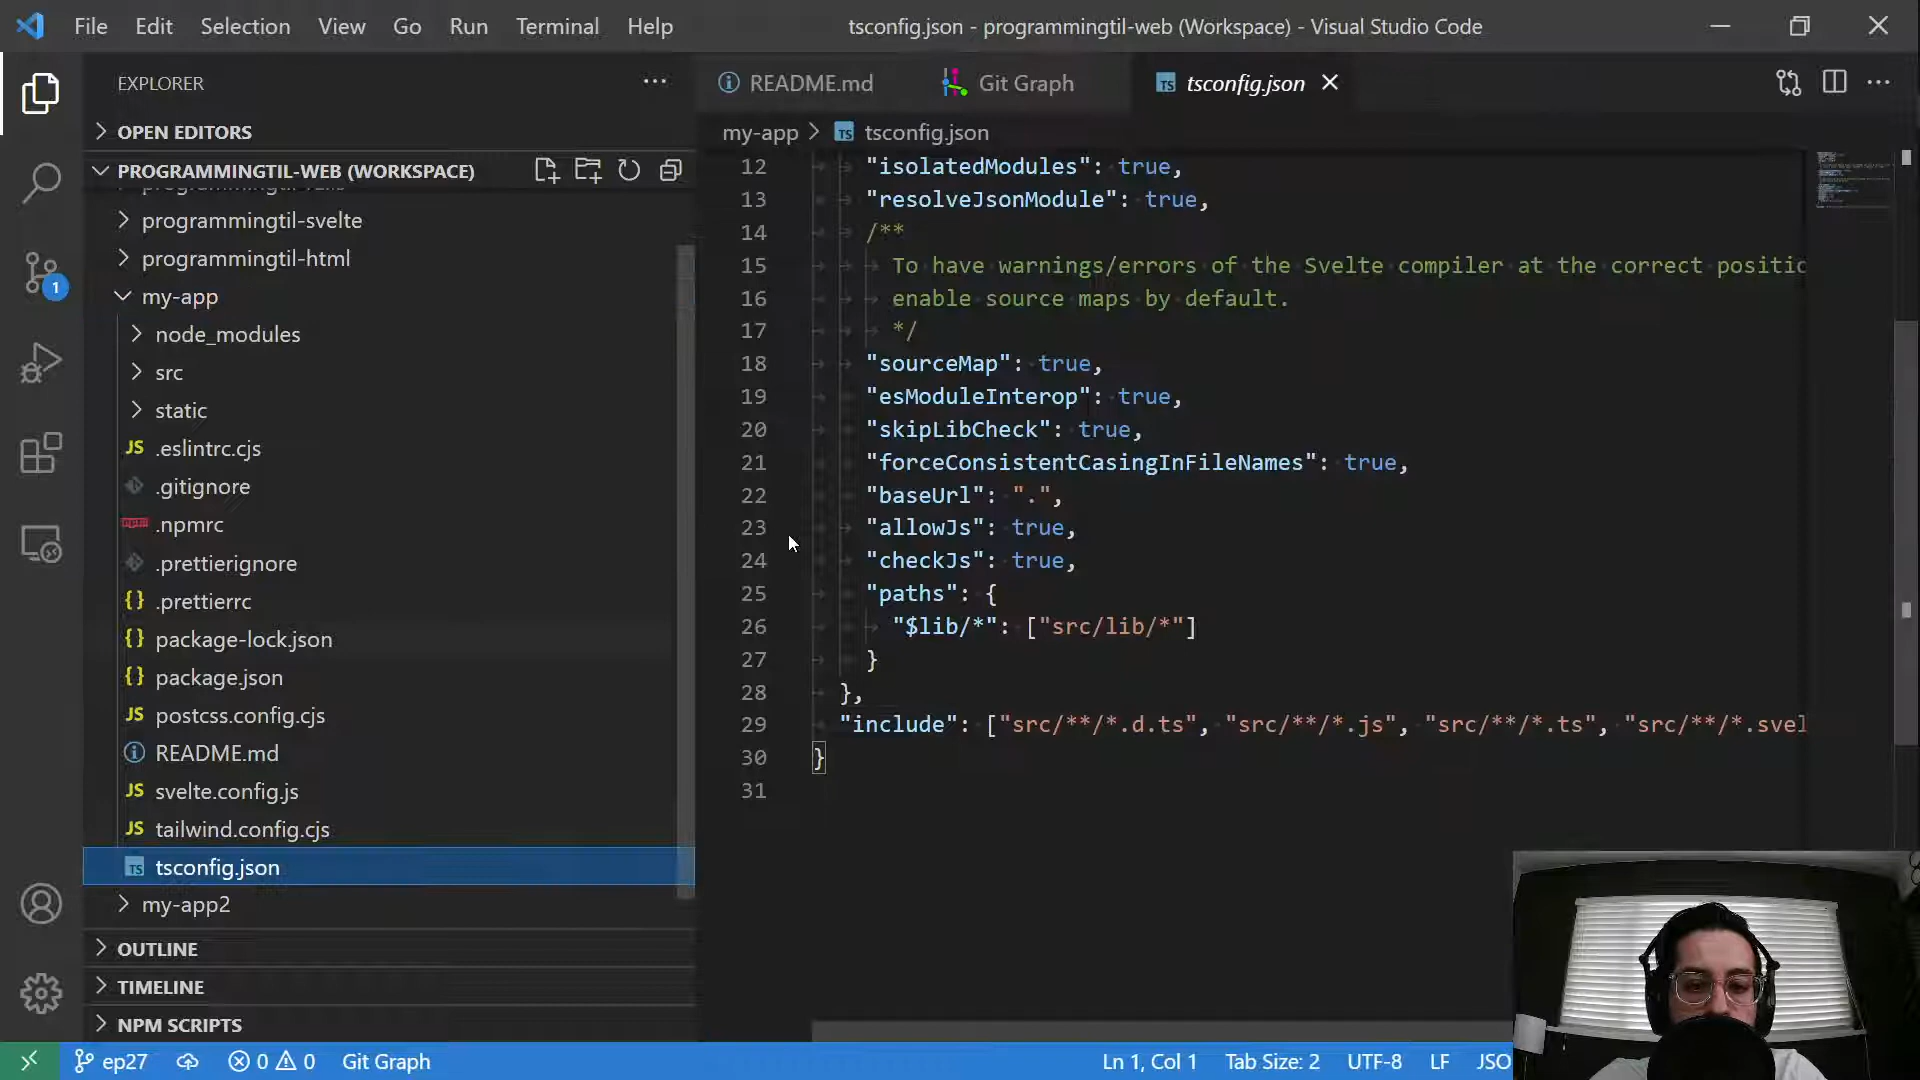 File Edit Selection View Go Run Terminal Help
tsconfig.json - programmingtil-web (Workspace) - Visual Studio Code
EXPLORER
OPEN EDITORS
PROGRAMMINGTIL-WEB (WORKSPACE)
programmingtil-svelte
programmingtil-html
my-app
node_modules
src
static
JS .eslintrc.cjs
.gitignore
npm .npmrc
.prettierignore
{} .prettierrc
{} package-lock.json
{} package.json
JS postcss.config.cjs
README.md
JS svelte.config.js
JS tailwind.config.cjs
TS tsconfig.json
my-app2
OUTLINE
TIMELINE
NPM SCRIPTS
1
README.md
Git Graph
TS tsconfig.json
my-app > TS tsconfig.json
12 "isolatedModules": true,
13 "resolveJsonModule": true,
14 /**
15 To have warnings/errors of the Svelte compiler at the correct positio
16 enable source maps by default.
17 */
18 "sourceMap": true,
19 "esModuleInterop": true,
20 "skipLibCheck": true,
21 "forceConsistentCasingInFileNames": true,
22 "baseUrl": ".",
23 "allowJs": true,
24 "checkJs": true,
25 "paths": {
26 "$lib/*": ["src/lib/*"]
27 }
28 },
29 "include": ["src/**/*.d.ts", "src/**/*.js", "src/**/*.ts", "src/**/*.svel
30 }
31
ep27 0 0 Git Graph
Ln 1, Col 1 Tab Size: 2 UTF-8 LF JSO